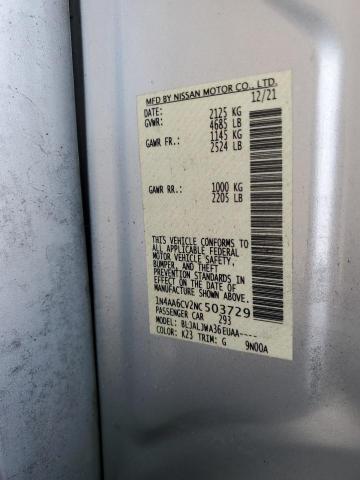 MFD BY NISSAN MOTOR CO., LTD.
DATE: 12/21
GVWR: 2125 KG
4685 LB
GAWR FR.: 1145 KG
2524 LB
GAWR RR.: 1000 KG
2205 LB
THIS VEHICLE CONFORMS TO
ALL APPLICABLE FEDERAL
MOTOR VEHICLE SAFETY,
BUMPER, AND THEFT
PREVENTION STANDARDS IN
EFFECT ON THE DATE OF
MANUFACTURE SHOWN ABOVE.
1N4AA6CV2NC503729
PASSENGER CAR 293
MODEL: BLJALJWA36EUAA----
COLOR: K23 TRIM: G 9N00A